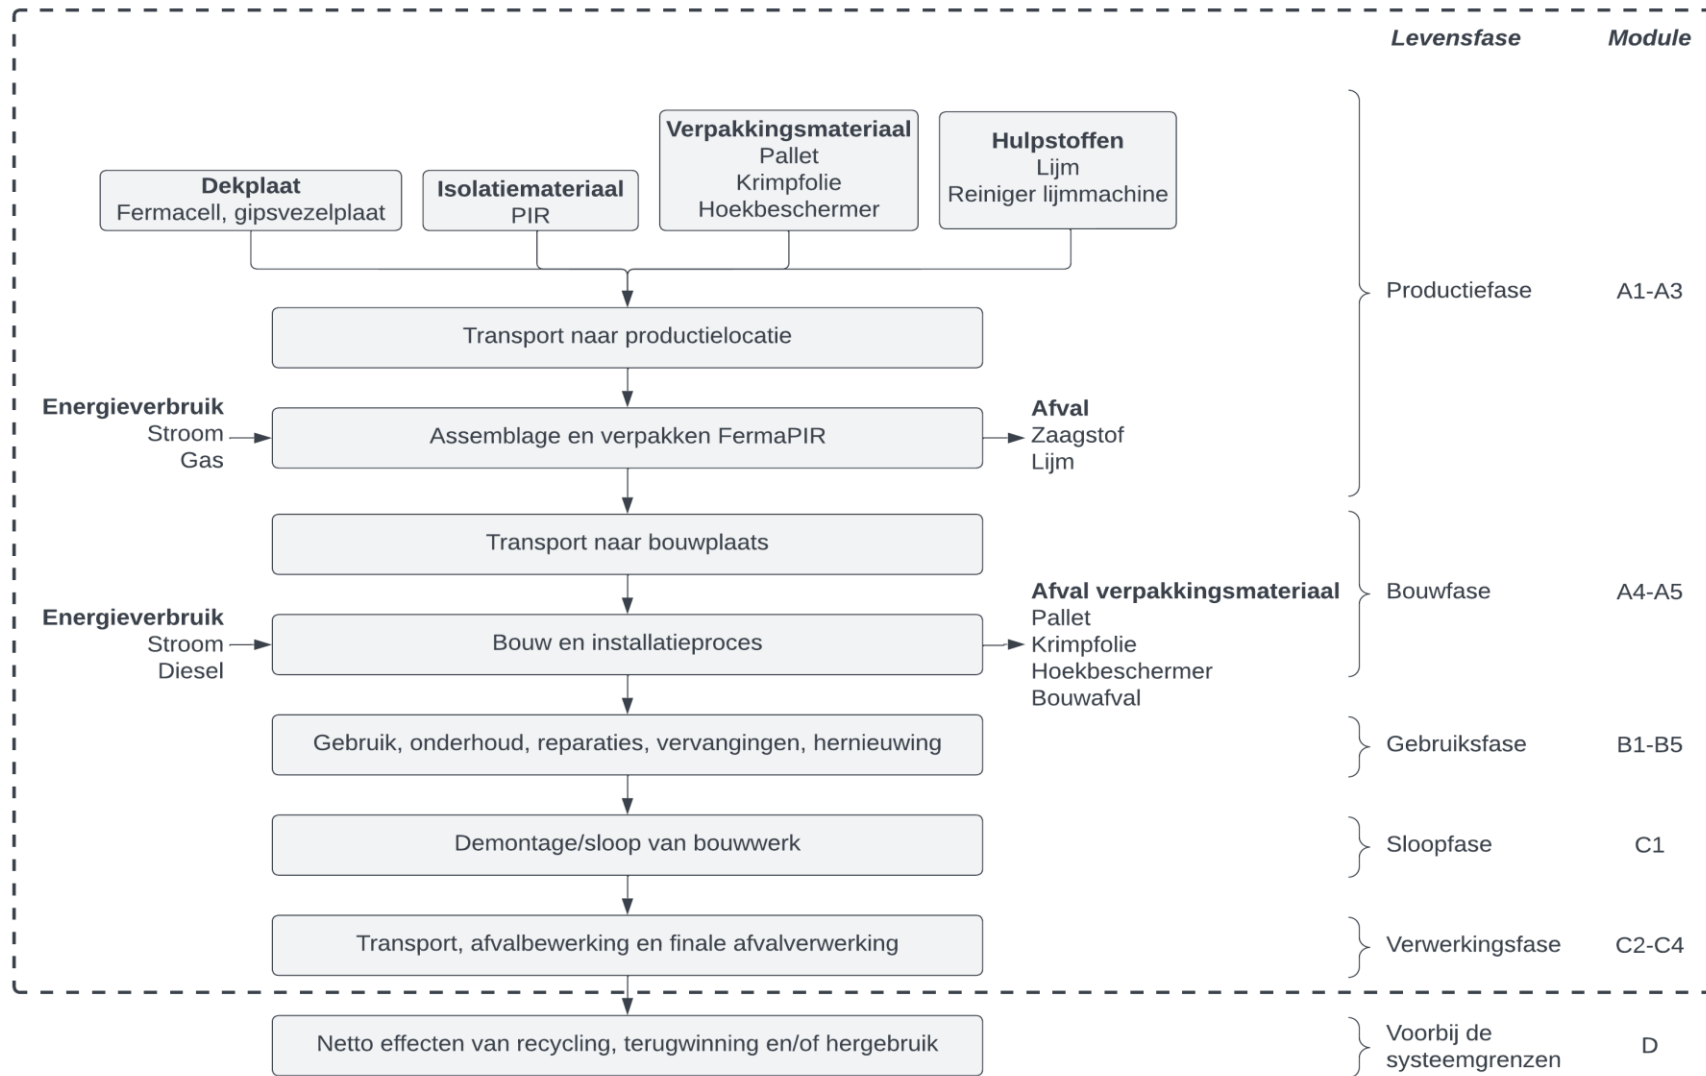 Levensfase
Module
Dekplaat
Fermacell, gipsvezelplaat
Isolatiemateriaal
PIR
Verpakkingsmateriaal
Pallet
Krimpfolie
Hoekbeschermer
Hulpstoffen
Lijm
Reiniger lijmmachine
Transport naar productielocatie
Productiefase
A1-A3
Energieverbruik
Stroom
Gas
Assemblage en verpakken FermaPIR
Afval
Zaagstof
Lijm
Transport naar bouwplaats
Energieverbruik
Stroom
Diesel
Bouw en installatieproces
Afval verpakkingsmateriaal
Pallet
Krimpfolie
Hoekbeschermer
Bouwafval
Bouwfase
A4-A5
Gebruik, onderhoud, reparaties, vervangingen, hernieuwing
Gebruiksfase
B1-B5
Demontage/sloop van bouwwerk
Sloopfase
C1
Transport, afvalbewerking en finale afvalverwerking
Verwerkingsfase
C2-C4
Netto effecten van recycling, terugwinning en/of hergebruik
Voorbij de
systeemgrenzen
D